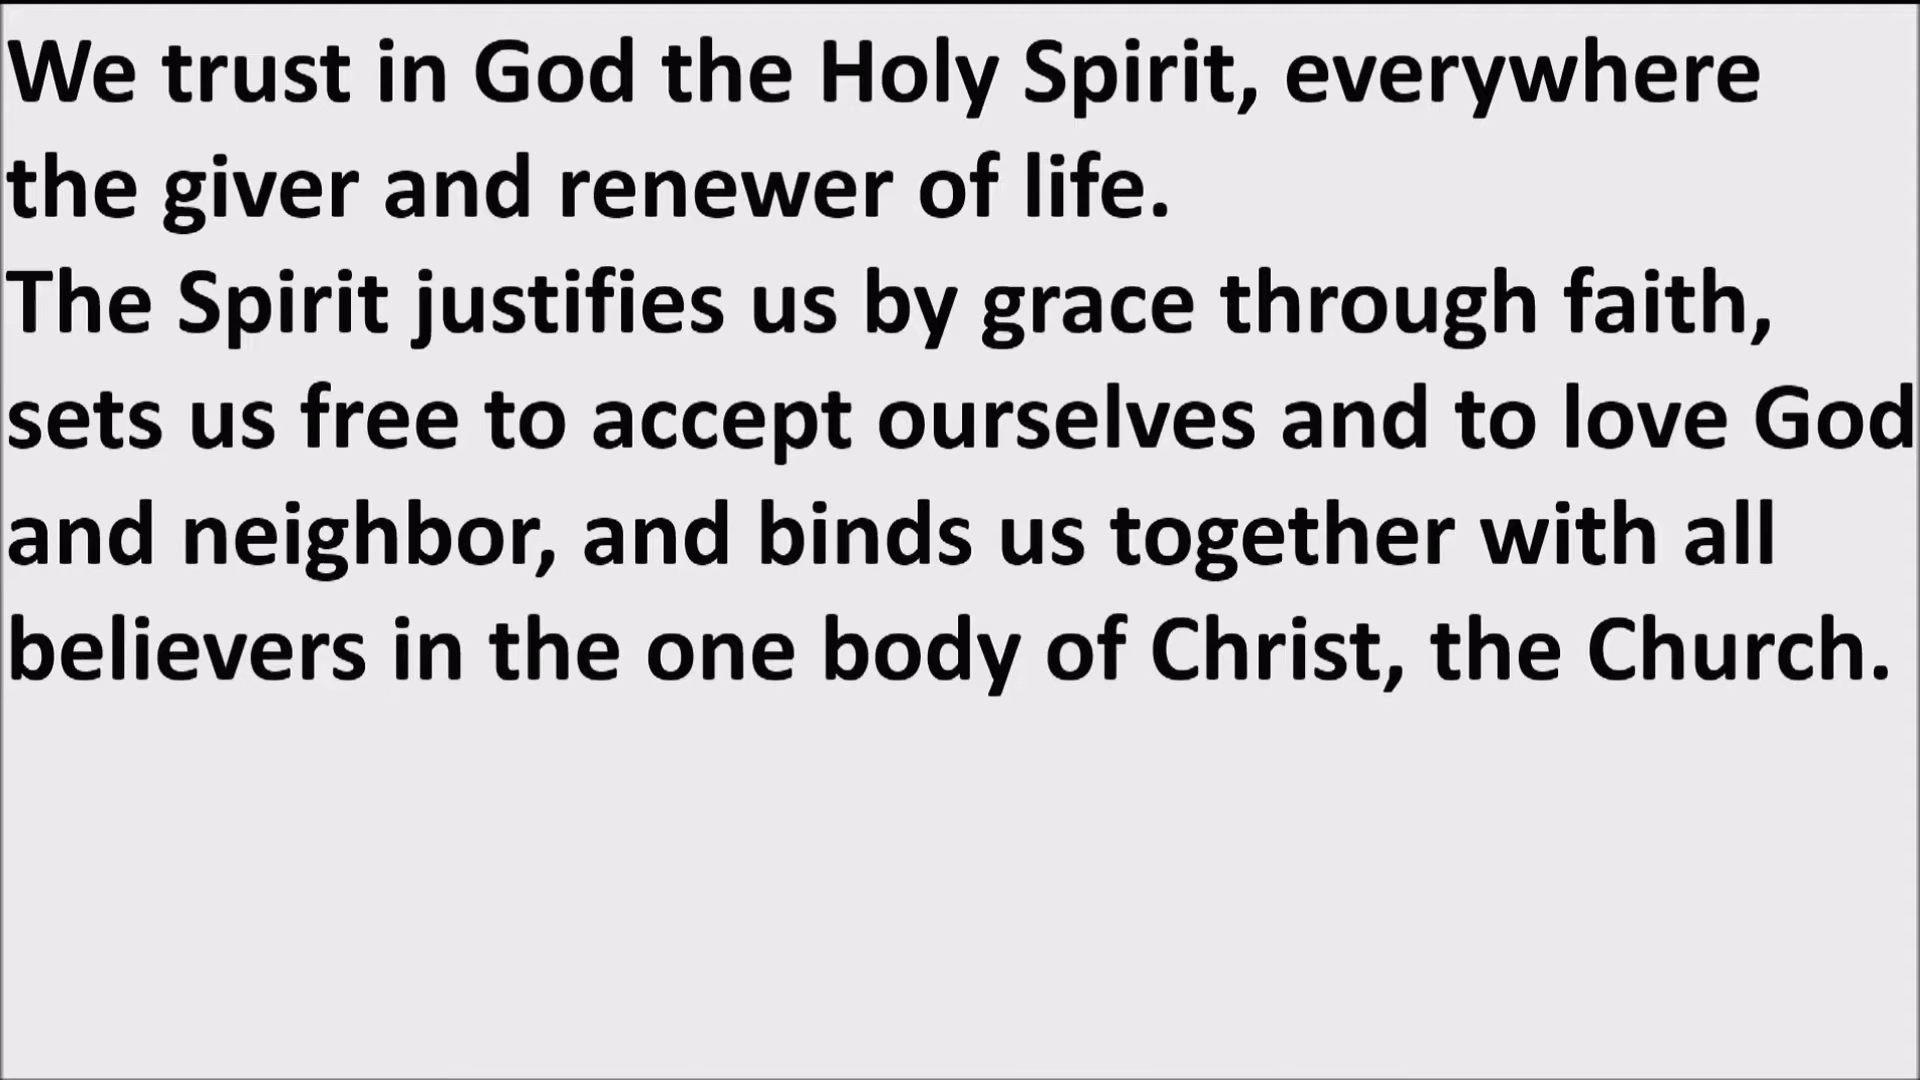 We trust in God the Holy Spirit, everywhere
the giver and renewer of life.
The Spirit justifies us by grace through faith,
sets us free to accept ourselves and to love God
and neighbor, and binds us together with all
believers in the one body of Christ, the Church.